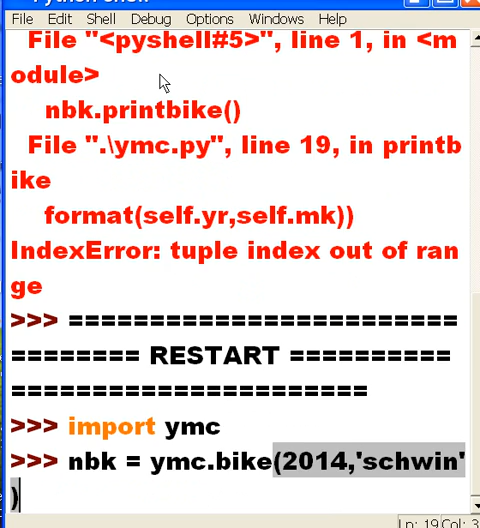 File Edit Shell Debug Options Windows Help
File "<pyshell#5>", line 1, in <m
odule>
nbk.printbike()
File ".\ymc.py", line 19, in printb
ike
format(self.yr,self.mk))
IndexError: tuple index out of ran
ge
>>> ========================
======== RESTART ==========
======================
>>> import ymc
>>> nbk = ymc.bike(2014,'schwin'
)